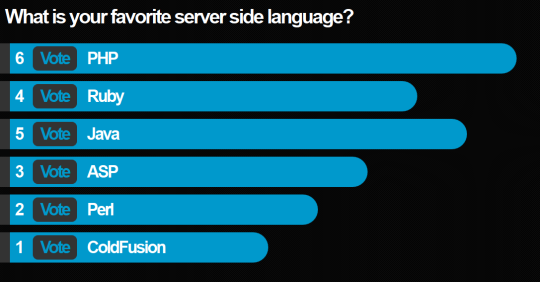 What is your favorite server side language?
6 Vote PHP
4 Vote Ruby
5 Vote Java
3 Vote ASP
2 Vote Perl
1 Vote ColdFusion